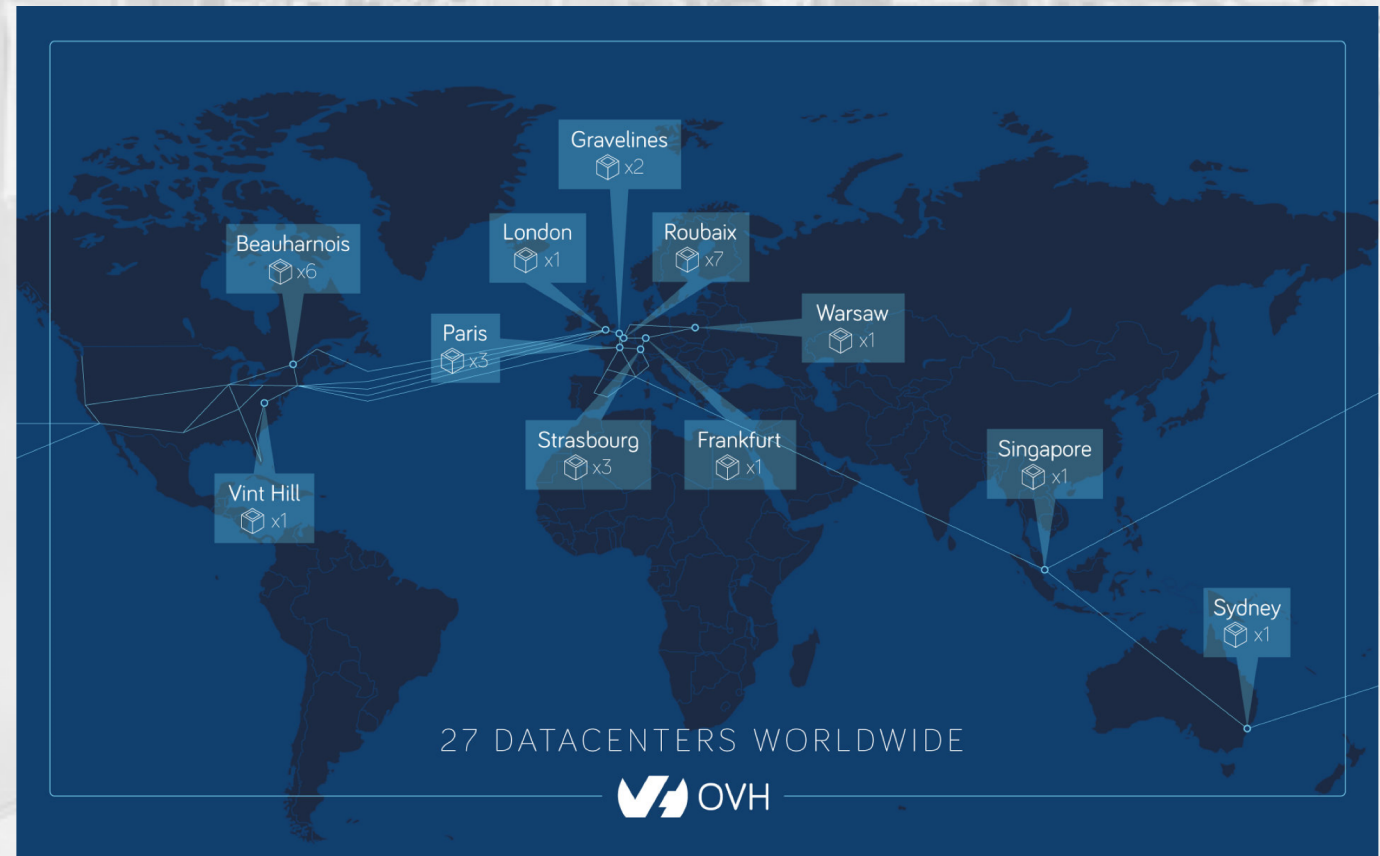 Gravelines
x2
London
x1
Roubaix
x7
Beauharnois
x6
Warsaw
x1
Paris
x3
Strasbourg
x3
Frankfurt
x1
Singapore
x1
Vint Hill
x1
Sydney
x1
27 DATACENTERS WORLDWIDE
OVH